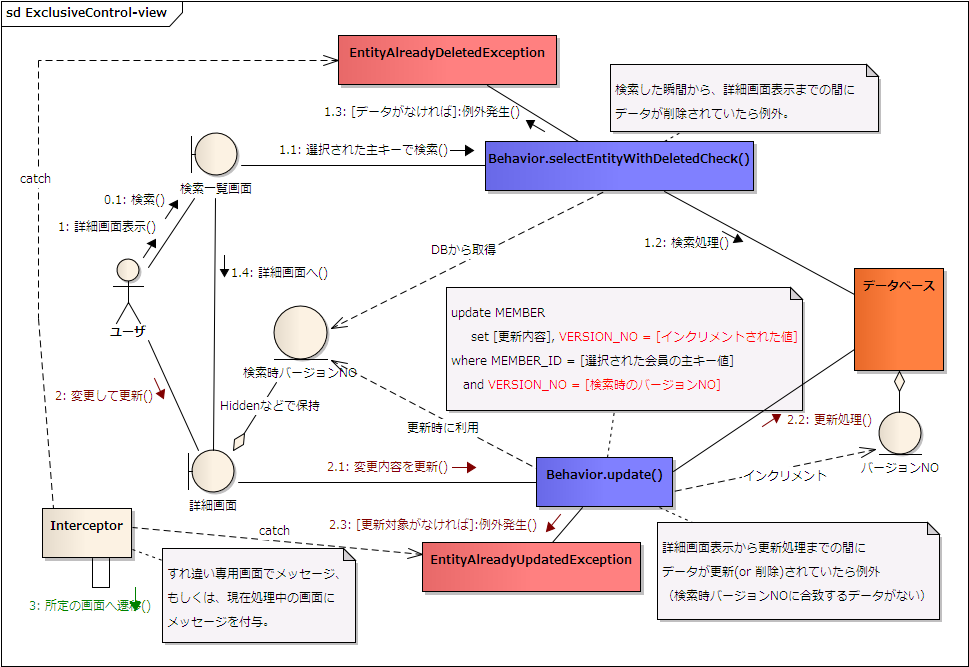 sd ExclusiveControl-view
EntityAlreadyDeletedException
検索した瞬間から、詳細画面表示までの間に
データが削除されていたら例外。
1.3: [データがなければ]:例外発生()
1.1: 選択された主キーで検索()
Behavior.selectEntityWithDeletedCheck()
catch
検索一覧画面
0.1: 検索()
1: 詳細画面表示()
1.2: 検索処理()
DBから取得
1.4: 詳細画面へ()
データベース
ユーザ
update MEMBER
set [更新内容], VERSION_NO = [インクリメントされた値]
where MEMBER_ID = [選択された会員の主キー値]
and VERSION_NO = [検索時のバージョンNO]
検索時バージョンNO
2: 変更して更新()
Hiddenなどで保持
更新時に利用
2.2: 更新処理()
バージョンNO
2.1: 変更内容を更新()
Behavior.update()
インクリメント
詳細画面
Interceptor
catch
2.3: [更新対象がなければ]:例外発生()
EntityAlreadyUpdatedException
詳細画面表示から更新処理までの間に
データが更新(or 削除)されていたら例外
（検索時バージョンNOに合致するデータがない）
すれ違い専用画面でメッセージ、
もしくは、現在処理中の画面に
メッセージを付与。
3: 所定の画面へ遷移()